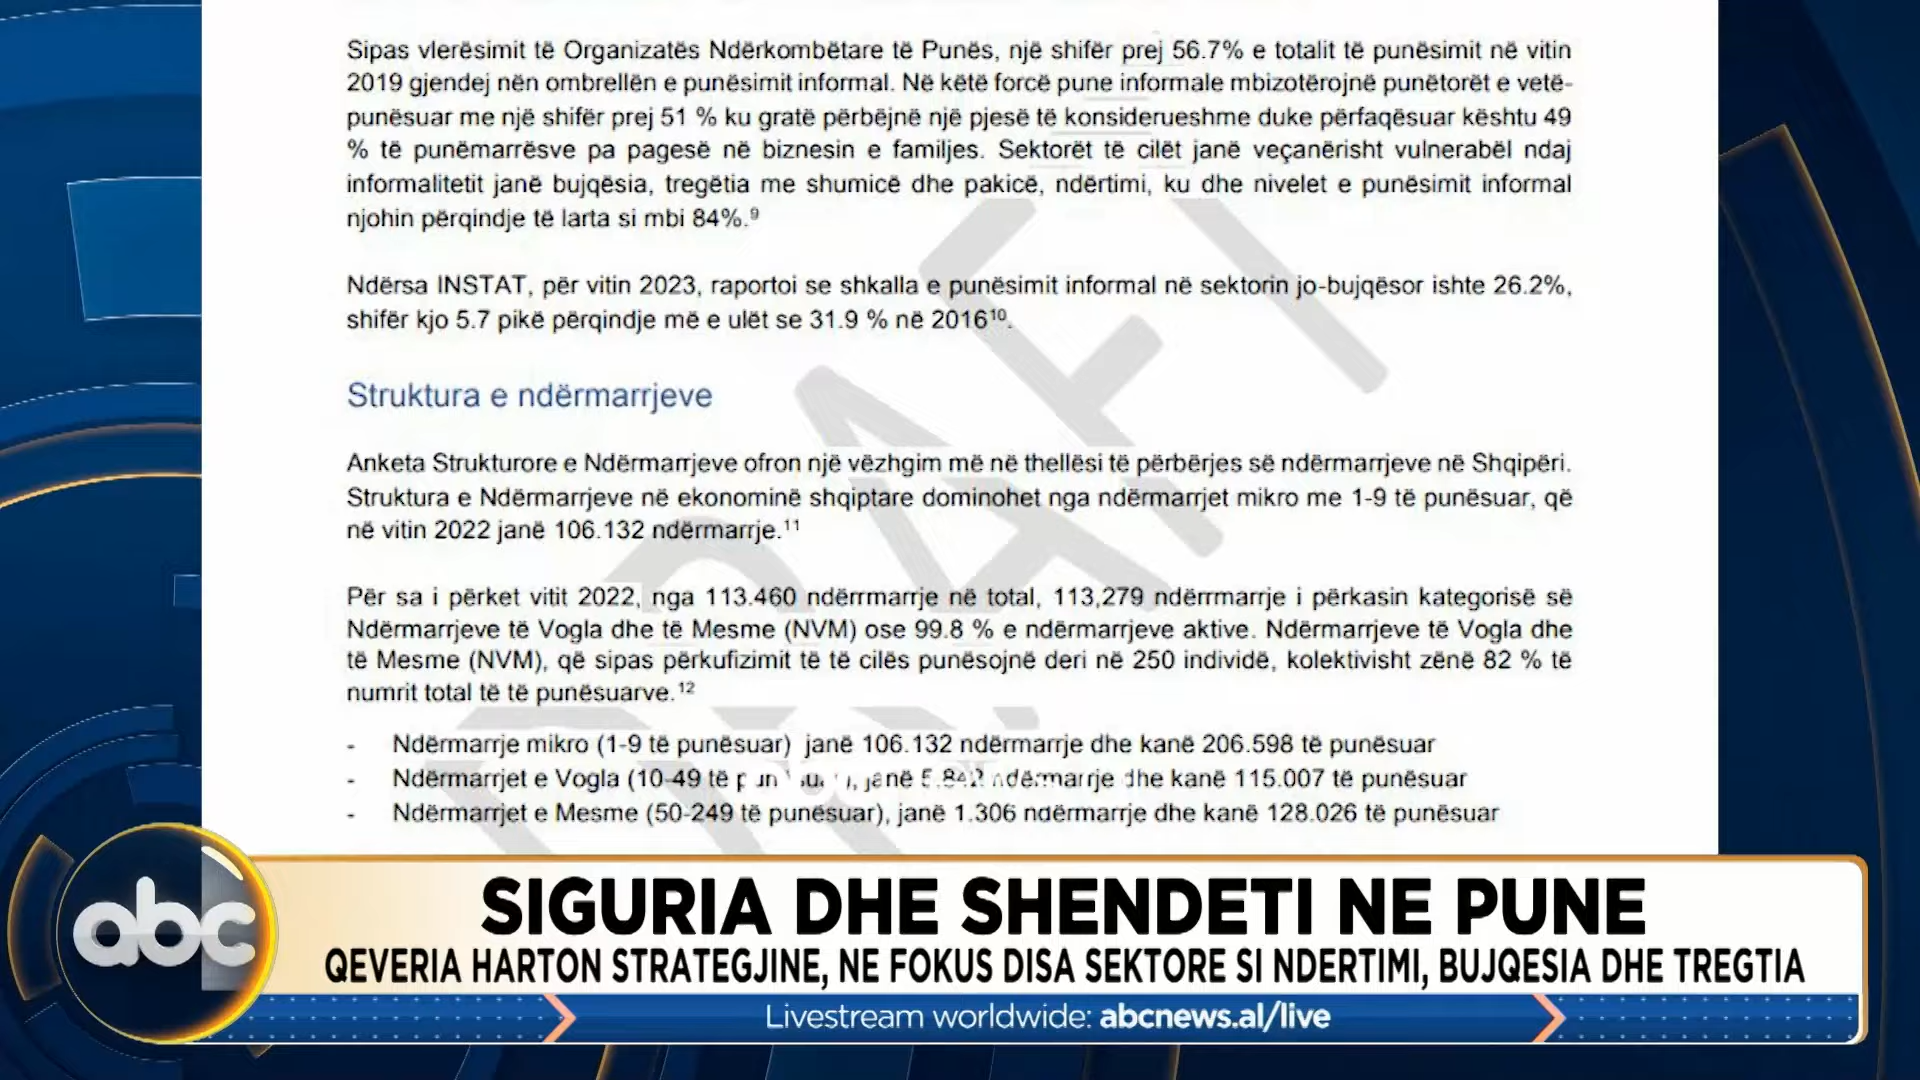 Sipas vlerësimit të Organizatës Ndërkombëtare të Punës, një shifër prej 56.7% e totalit të punësimit në vitin
2019 gjendej nën ombrellën e punësimit informal. Në këtë forcë pune informale mbizotërojnë punëtorët e vetë-
punësuar me një shifër prej 51 % ku gratë përbëjnë një pjesë të konsiderueshme duke përfaqësuar kështu 49
% të punëmarrësve pa pagesë në biznesin e familjes. Sektorët të cilët janë veçanërisht vulnerabël ndaj
informalitetit janë bujqësia, tregëtia me shumicë dhe pakicë, ndërtimi, ku dhe nivelet e punësimit informal
njohin përqindje të larta si mbi 84%.⁹
Ndërsa INSTAT, për vitin 2023, raportoi se shkalla e punësimit informal në sektorin jo-bujqësor ishte 26.2%,
shifër kjo 5.7 pikë përqindje më e ulët se 31.9 % në 2016¹⁰.
Struktura e ndërmarrjeve
Anketa Strukturore e Ndërmarrjeve ofron një vëzhgim më në thellësi të përbërjes së ndërmarrjeve në Shqipëri.
Struktura e Ndërmarrjeve në ekonominë shqiptare dominohet nga ndërmarrjet mikro me 1-9 të punësuar, që
në vitin 2022 janë 106.132 ndërmarrje.¹¹
Për sa i përket vitit 2022, nga 113.460 ndërrmarrje në total, 113,279 ndërrmarrje i përkasin kategorisë së
Ndërmarrjeve të Vogla dhe të Mesme (NVM) ose 99.8 % e ndërmarrjeve aktive. Ndërmarrjeve të Vogla dhe
të Mesme (NVM), që sipas përkufizimit të të cilës punësojnë deri në 250 individë, kolektivisht zënë 82 % të
numrit total të të punësuarve.¹²
- Ndërmarrje mikro (1-9 të punësuar) janë 106.132 ndërmarrje dhe kanë 206.598 të punësuar
- Ndërmarrjet e Vogla (10-49 të janë 5.842 ndërmarrje dhe kanë 115.007 të punësuar
- Ndërmarrjet e Mesme (50-249 të punësuar), janë 1.306 ndërmarrje dhe kanë 128.026 të punësuar
abc
SIGURIA DHE SHENDETI NE PUNE
QEVERIA HARTON STRATEGJINE, NE FOKUS DISA SEKTORE SI NDERTIMI, BUJQESIA DHE TREGTIA
Livestream worldwide: abcnews.al/live